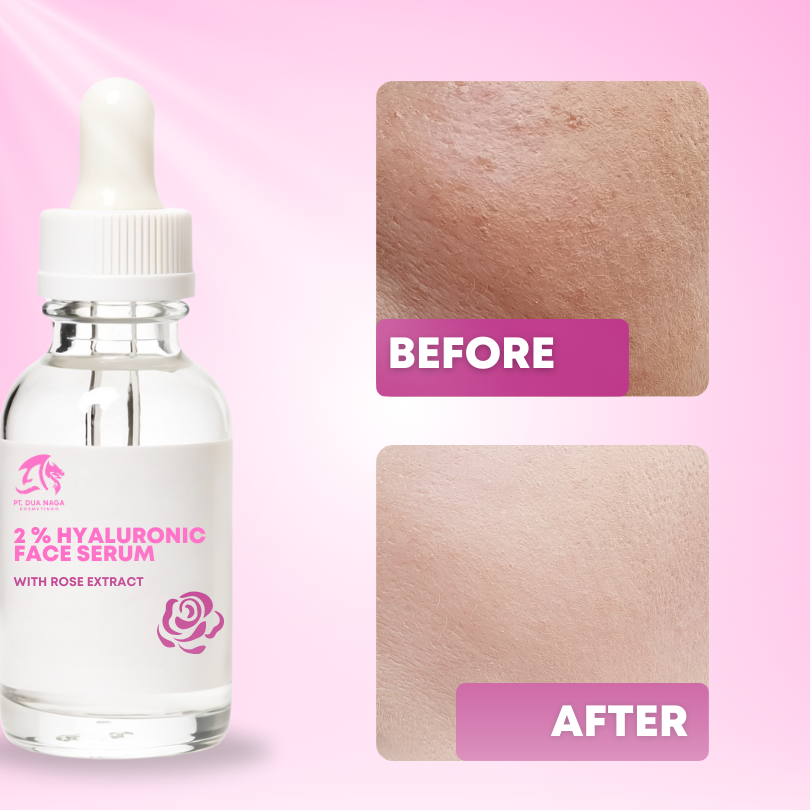 PT. DUA NAGA
KOSMETINDO
2 % HYALURONIC
FACE SERUM
WITH ROSE EXTRACT
BEFORE
AFTER